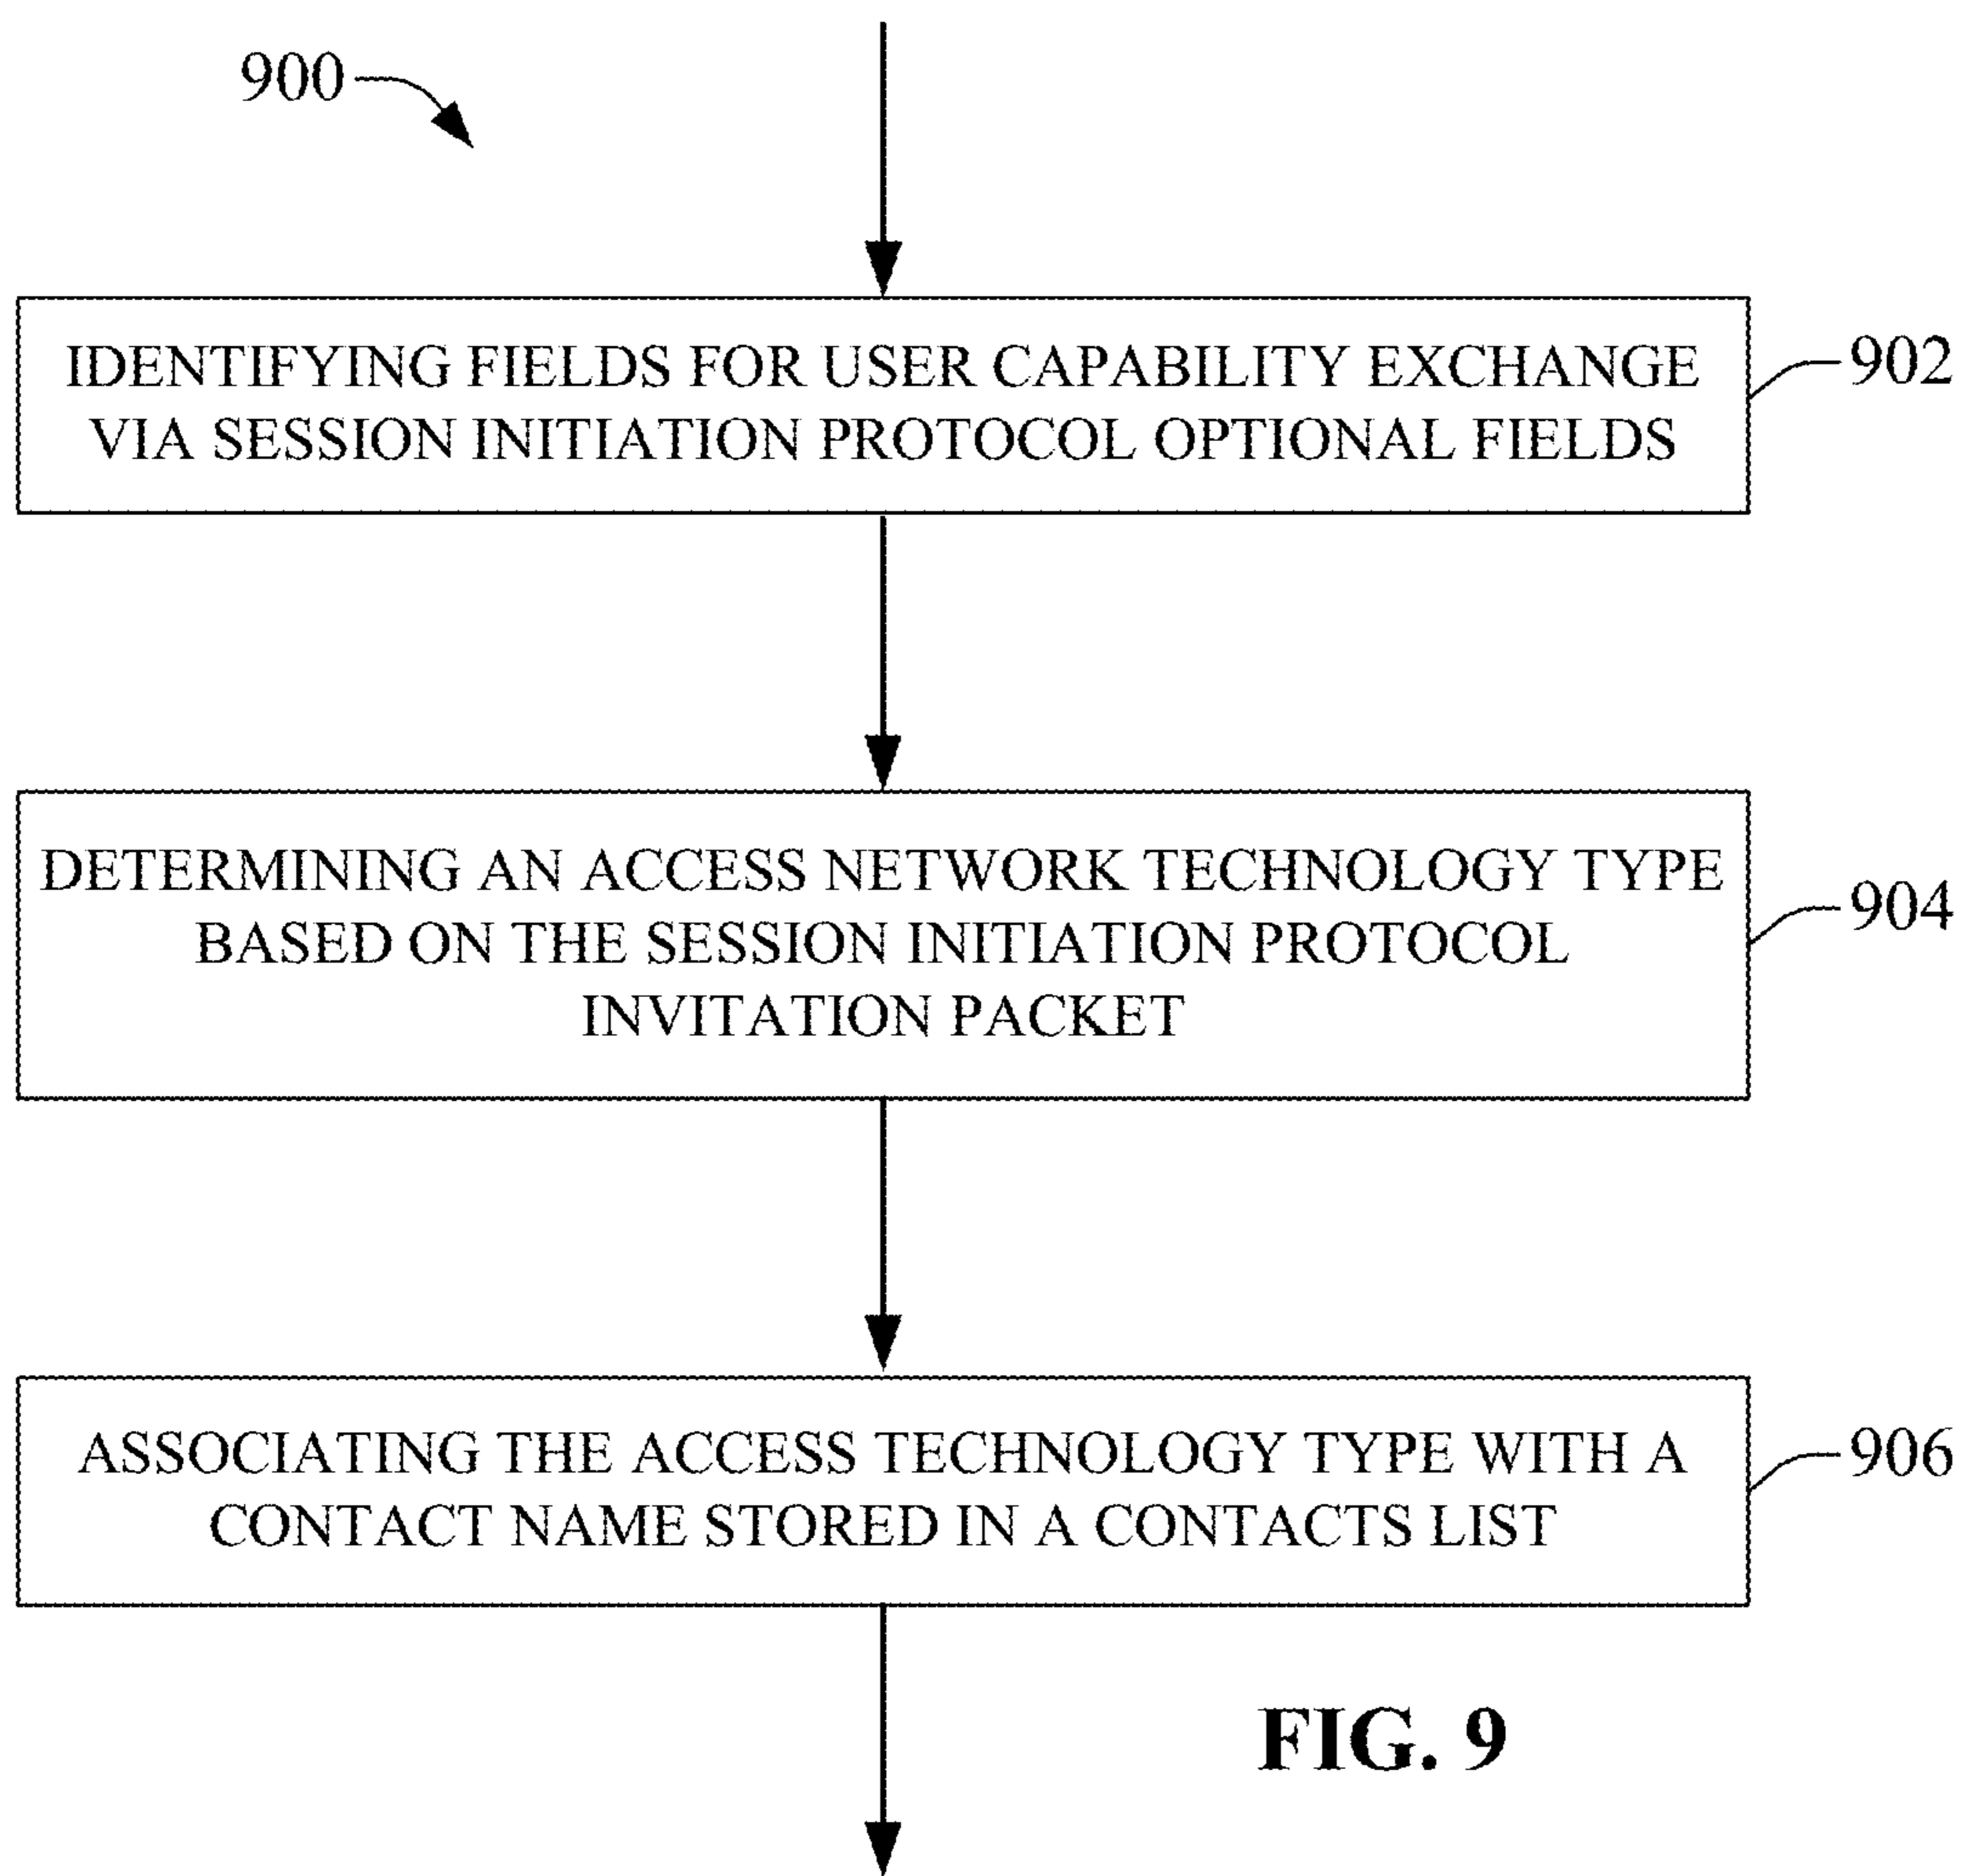 900
IDENTIFYING FIELDS FOR USER CAPABILITY EXCHANGE
VIA SESSION INITIATION PROTOCOL OPTIONAL FIELDS
902
DETERMINING AN ACCESS NETWORK TECHNOLOGY TYPE
BASED ON THE SESSION INITIATION PROTOCOL
INVITATION PACKET
904
ASSOCIATING THE ACCESS TECHNOLOGY TYPE WITH A
CONTACT NAME STORED IN A CONTACTS LIST
906
FIG. 9